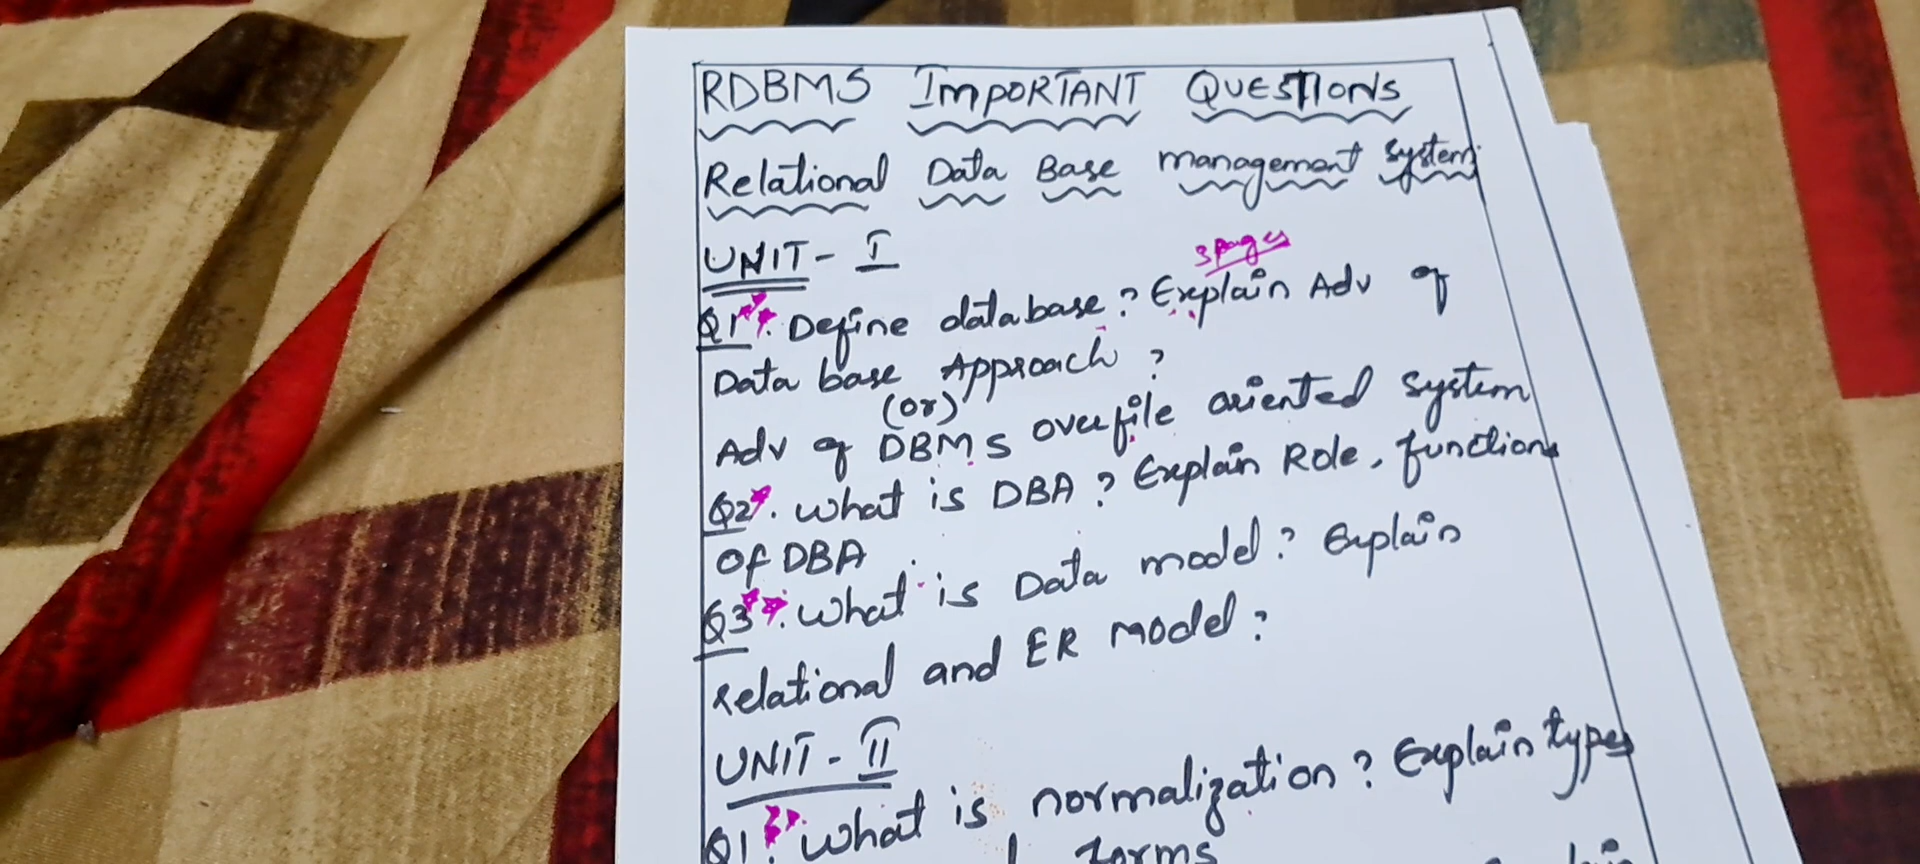 RDBMS IMPORTANT QUESTIONS
Relational Data Base management system
UNIT - I
3 pages
Q1. Define database? Explain Adv of
Data base Approach?
(or)
Adv of DBMS over file oriented system
Q2. What is DBA? Explain Role, functions
of DBA
Q3. What is Data model? Explain
relational and ER model?
UNIT - II
Q1. What is normalization? Explain types
forms